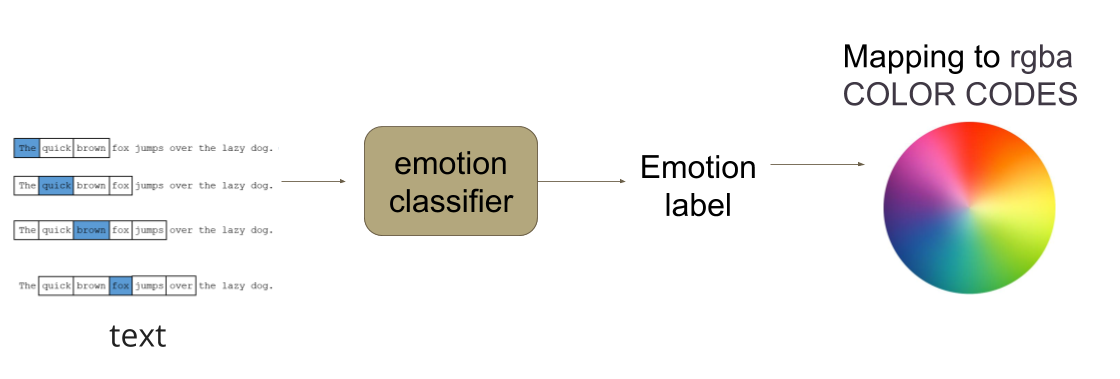 The quick brown fox jumps over the lazy dog.
The quick brown fox jumps over the lazy dog.
The quick brown fox jumps over the lazy dog.
The quick brown fox jumps over the lazy dog.
text
emotion
classifier
Emotion
label
Mapping to rgba
COLOR CODES